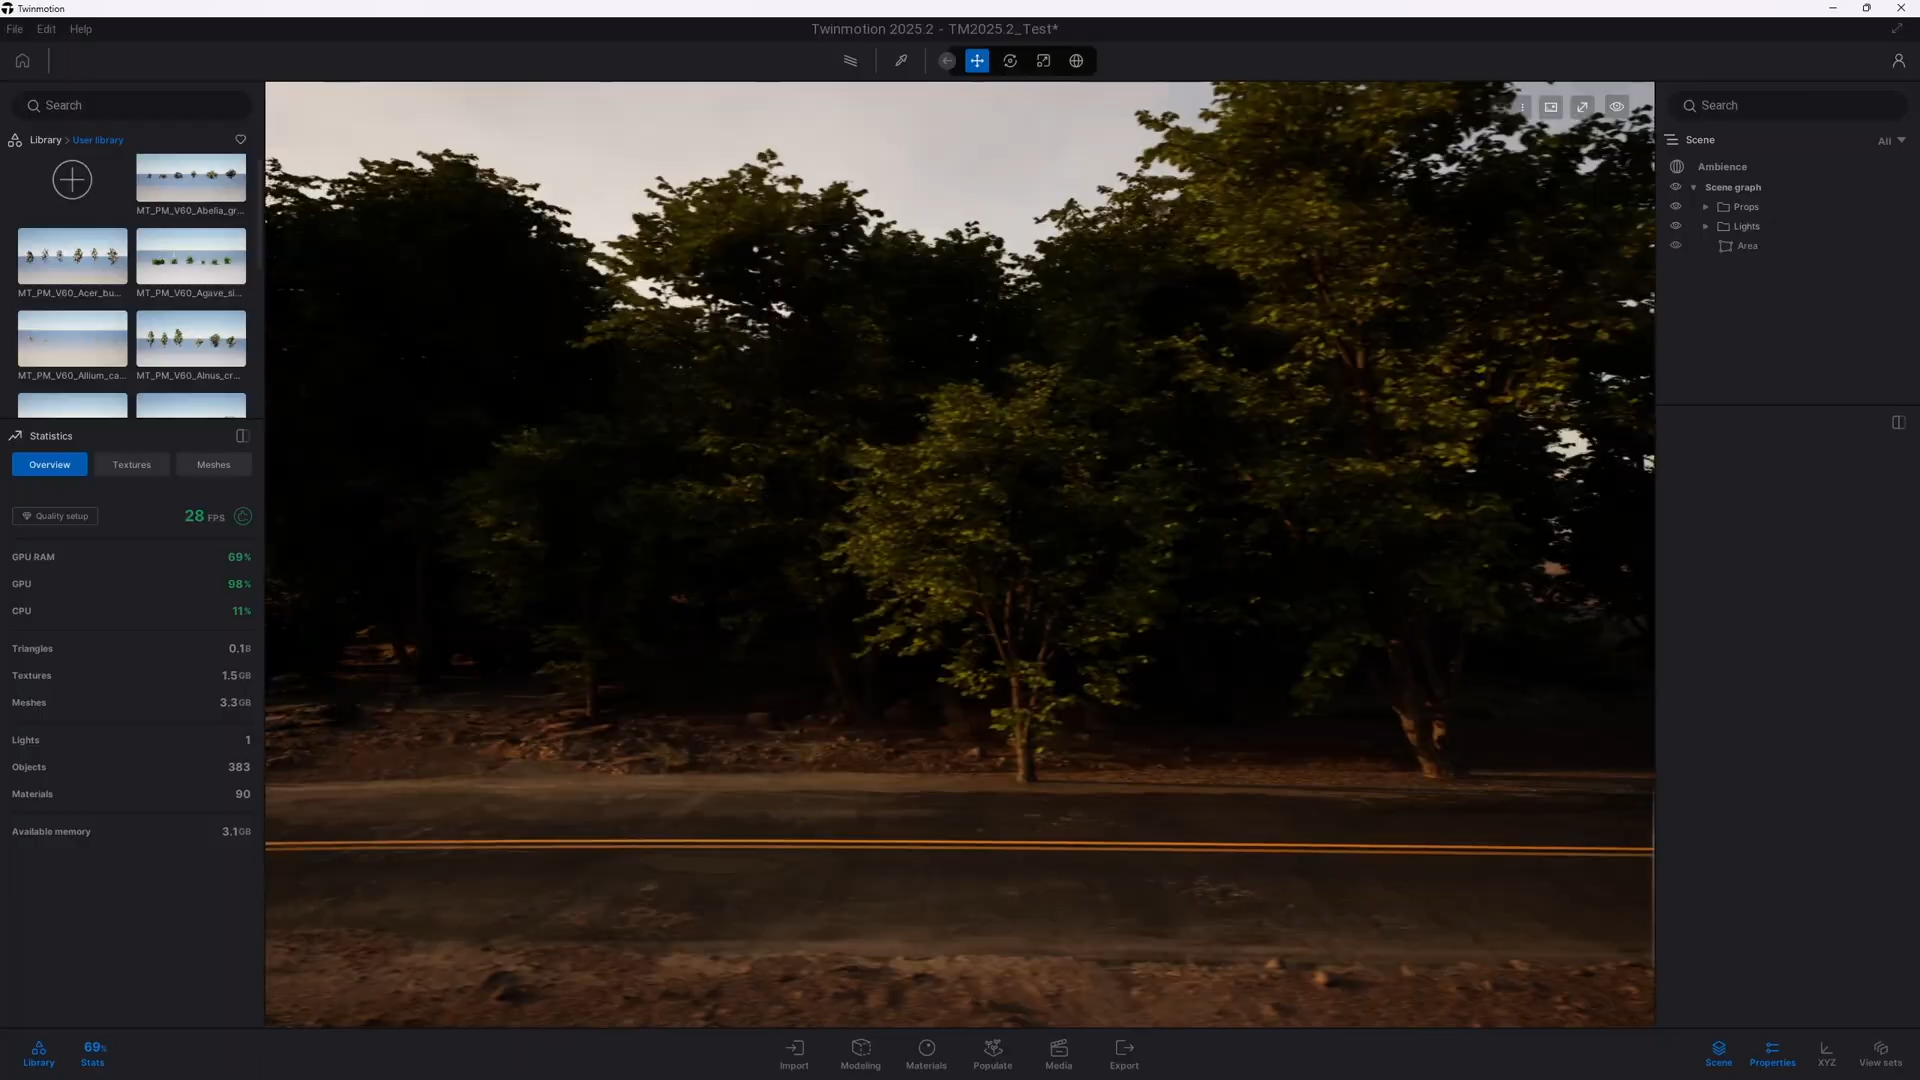 Twinmotion
File Edit Help
Twinmotion 2025.2 - TM2025.2_Test*
Search
Library > User library
MT_PM_V60_Abelia_gr...
MT_PM_V60_Acer_bu...
MT_PM_V60_Agave_si...
MT_PM_V60_Allium_ca...
MT_PM_V60_Alnus_cr...
Statistics
Overview Textures Meshes
Quality setup 28 FPS
GPU RAM 69%
GPU 98%
CPU 11%
Triangles 0.1B
Textures 1.5GB
Meshes 3.3GB
Lights 1
Objects 383
Materials 90
Available memory 3.1GB
Search
Scene All
Ambience
Scene graph
Props
Lights
Area
Library
69%
Stats
Import
Modeling
Materials
Populate
Media
Export
Scene
Properties
XYZ
View sets